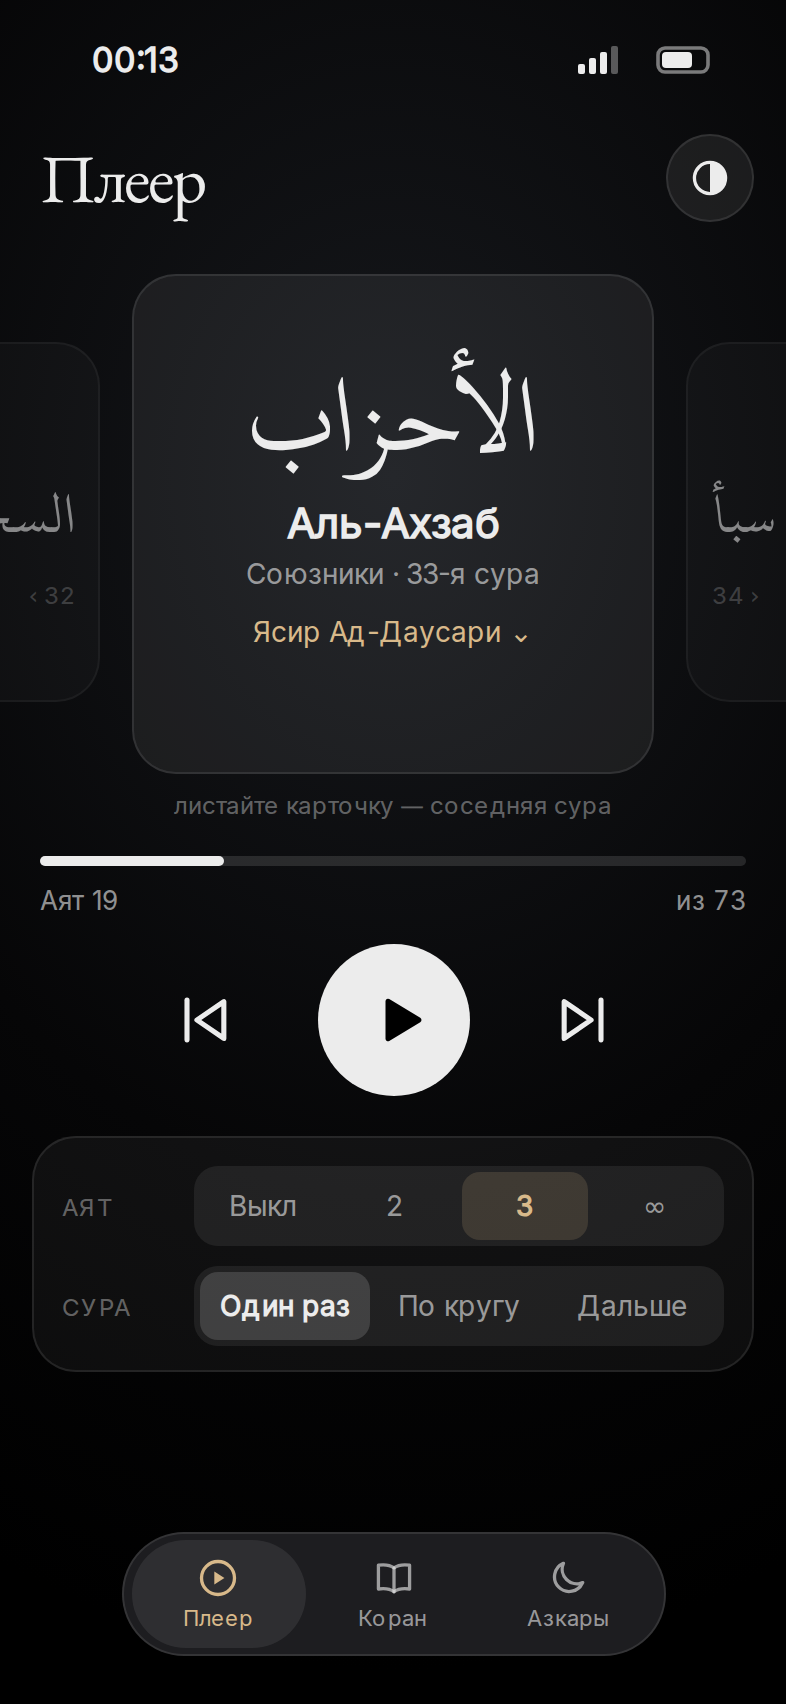 00:13
Плеер
الأحزاب
Аль-Ахзаб
Союзники · 33-я сура
Ясир Ад-Даусари ⌄
‹ 32
سبأ
34 ›
листайте карточку — соседняя сура
Аят 19
из 73
АЯТ
Выкл 2 3 ∞
СУРА
Один раз По кругу Дальше
Плеер Коран Азкары